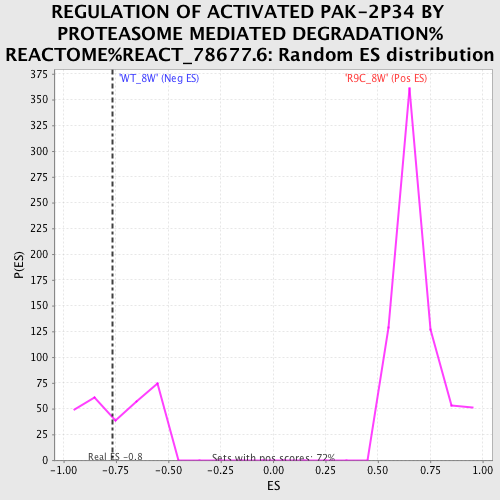 REGULATION OF ACTIVATED PAK-2P34 BY
PROTEASOME MEDIATED DEGRADATION%
REACTOME%REACT_78677.6: Random ES distribution
'WT_8W' (Neg ES)
'R9C_8W' (Pos ES)
375
350
325
300
275
250
225
200
175
150
125
100
75
50
25
0
P(ES)
Real ES -0.8
Sets with pos scores: 72%
-1.00 -0.75 -0.50 -0.25 0.00 0.25 0.50 0.75 1.00
ES